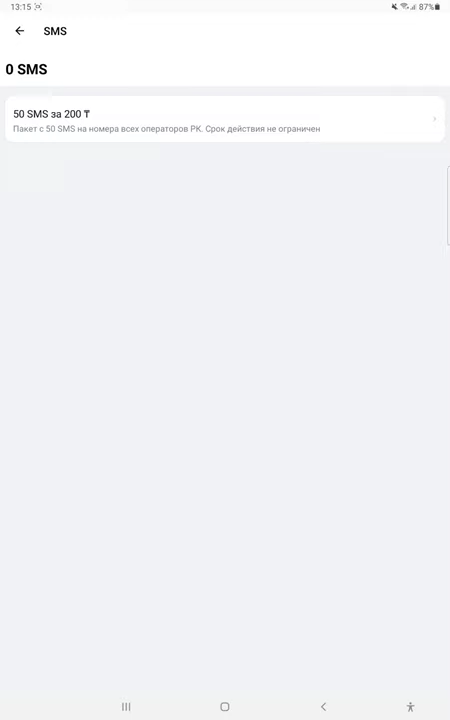 13:15
87%
SMS
0 SMS
50 SMS за 200 ₸
Пакет с 50 SMS на номера всех операторов РК. Срок действия не ограничен